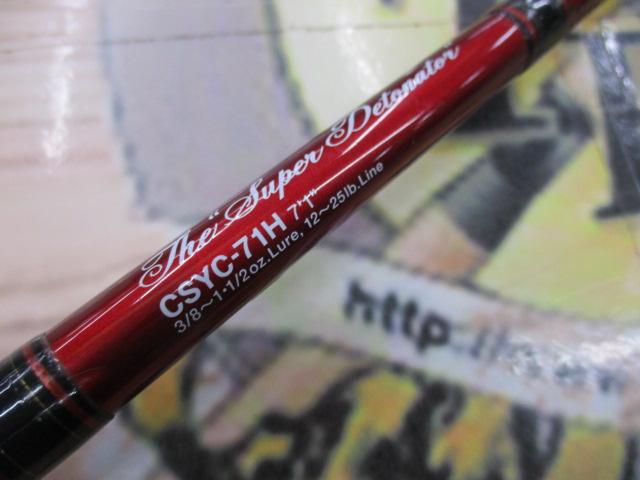 The "Super Detonator"
CSYC-71H 7'1"
3/8～1･1/2oz.Lure, 12～25lb.Line
http://